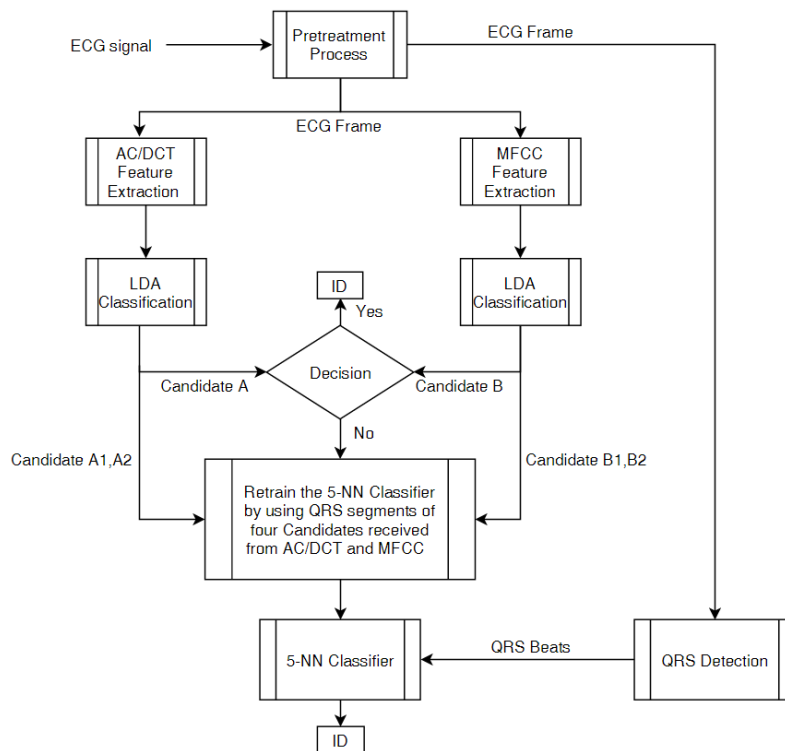 ECG signal
Pretreatment
Process
ECG Frame
ECG Frame
AC/DCT
Feature
Extraction
MFCC
Feature
Extraction
LDA
Classification
ID
LDA
Classification
Yes
Candidate A
Decision
Candidate B
No
Candidate A1,A2
Candidate B1,B2
Retrain the 5-NN Classifier
by using QRS segments of
four Candidates received
from AC/DCT and MFCC
5-NN Classifier
QRS Beats
QRS Detection
ID